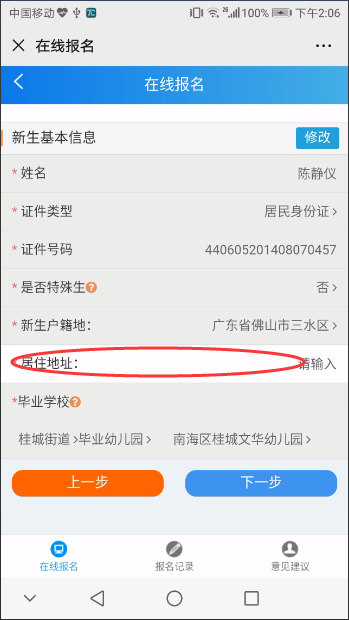 中国移动 26 100% 下午2:06
在线报名
在线报名
新生基本信息 修改
* 姓名 陈静仪
* 证件类型 居民身份证
* 证件号码 440605201408070457
* 是否特殊生 ? 否
* 新生户籍地： 广东省佛山市三水区
居住地址： 请输入
*毕业学校 ?
桂城街道 毕业幼儿园 南海区桂城文华幼儿园
上一步 下一步
在线报名 报名记录 意见建议